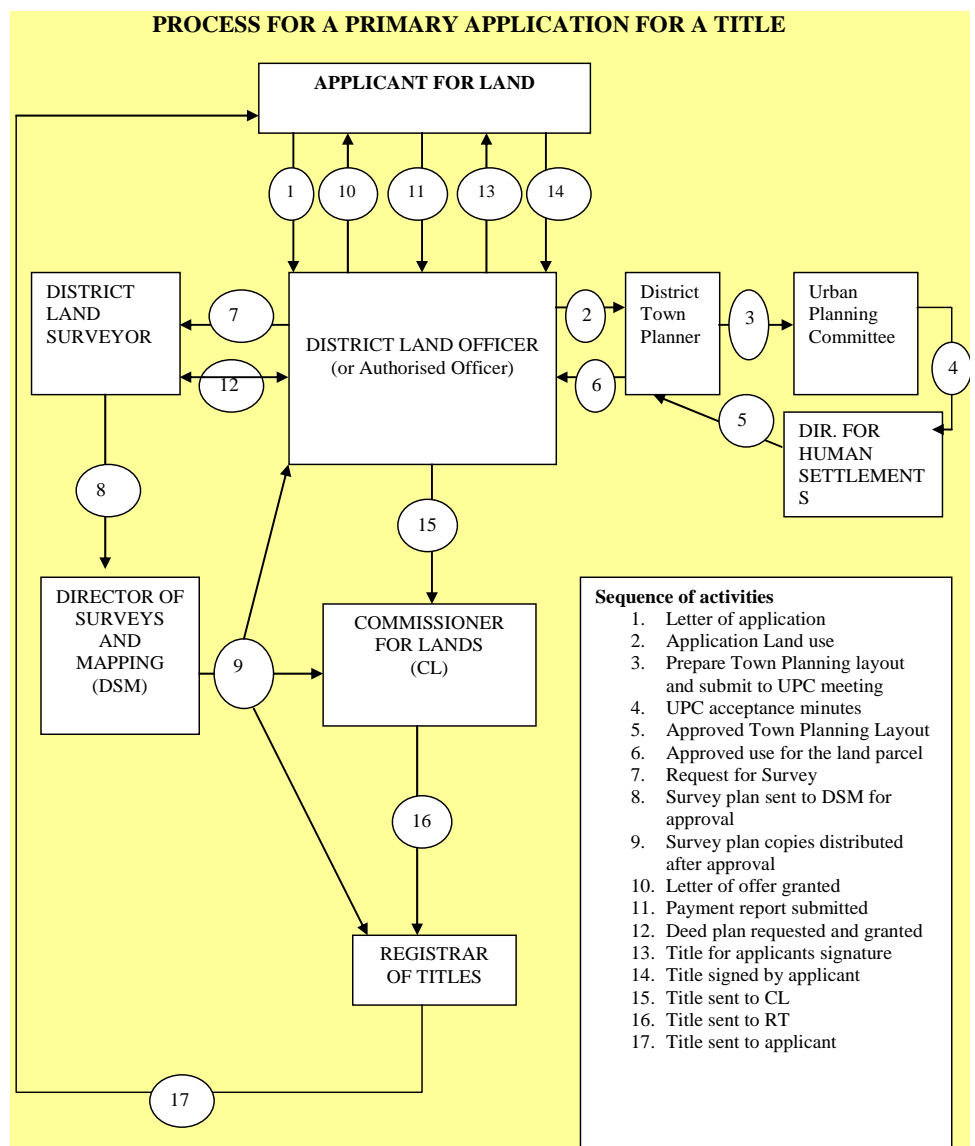 PROCESS FOR A PRIMARY APPLICATION FOR A TITLE
APPLICANT FOR LAND
1
10
11
13
14
DISTRICT
LAND
SURVEYOR
7
12
DISTRICT LAND OFFICER
(or Authorised Officer)
2
6
District
Town
Planner
3
Urban
Planning
Committee
4
5
DIR. FOR
HUMAN
SETTLEMENT
S
8
15
DIRECTOR OF
SURVEYS
AND
MAPPING
(DSM)
9
COMMISSIONER
FOR LANDS
(CL)
16
REGISTRAR
OF TITLES
17
Sequence of activities
1. Letter of application
2. Application Land use
3. Prepare Town Planning layout
and submit to UPC meeting
4. UPC acceptance minutes
5. Approved Town Planning Layout
6. Approved use for the land parcel
7. Request for Survey
8. Survey plan sent to DSM for
approval
9. Survey plan copies distributed
after approval
10. Letter of offer granted
11. Payment report submitted
12. Deed plan requested and granted
13. Title for applicants signature
14. Title signed by applicant
15. Title sent to CL
16. Title sent to RT
17. Title sent to applicant